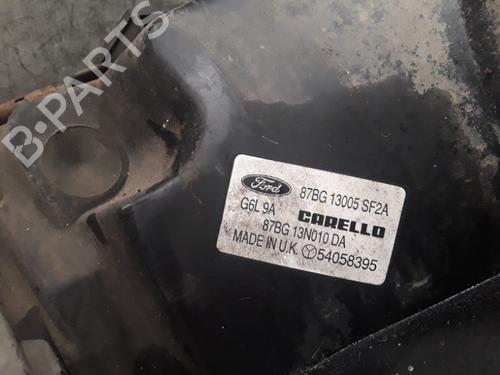 B-PARTS
Ford 87BG 13005 SF2A
G6L 9A CARELLO
87BG 13N010 DA
MADE IN U.K. 54058395